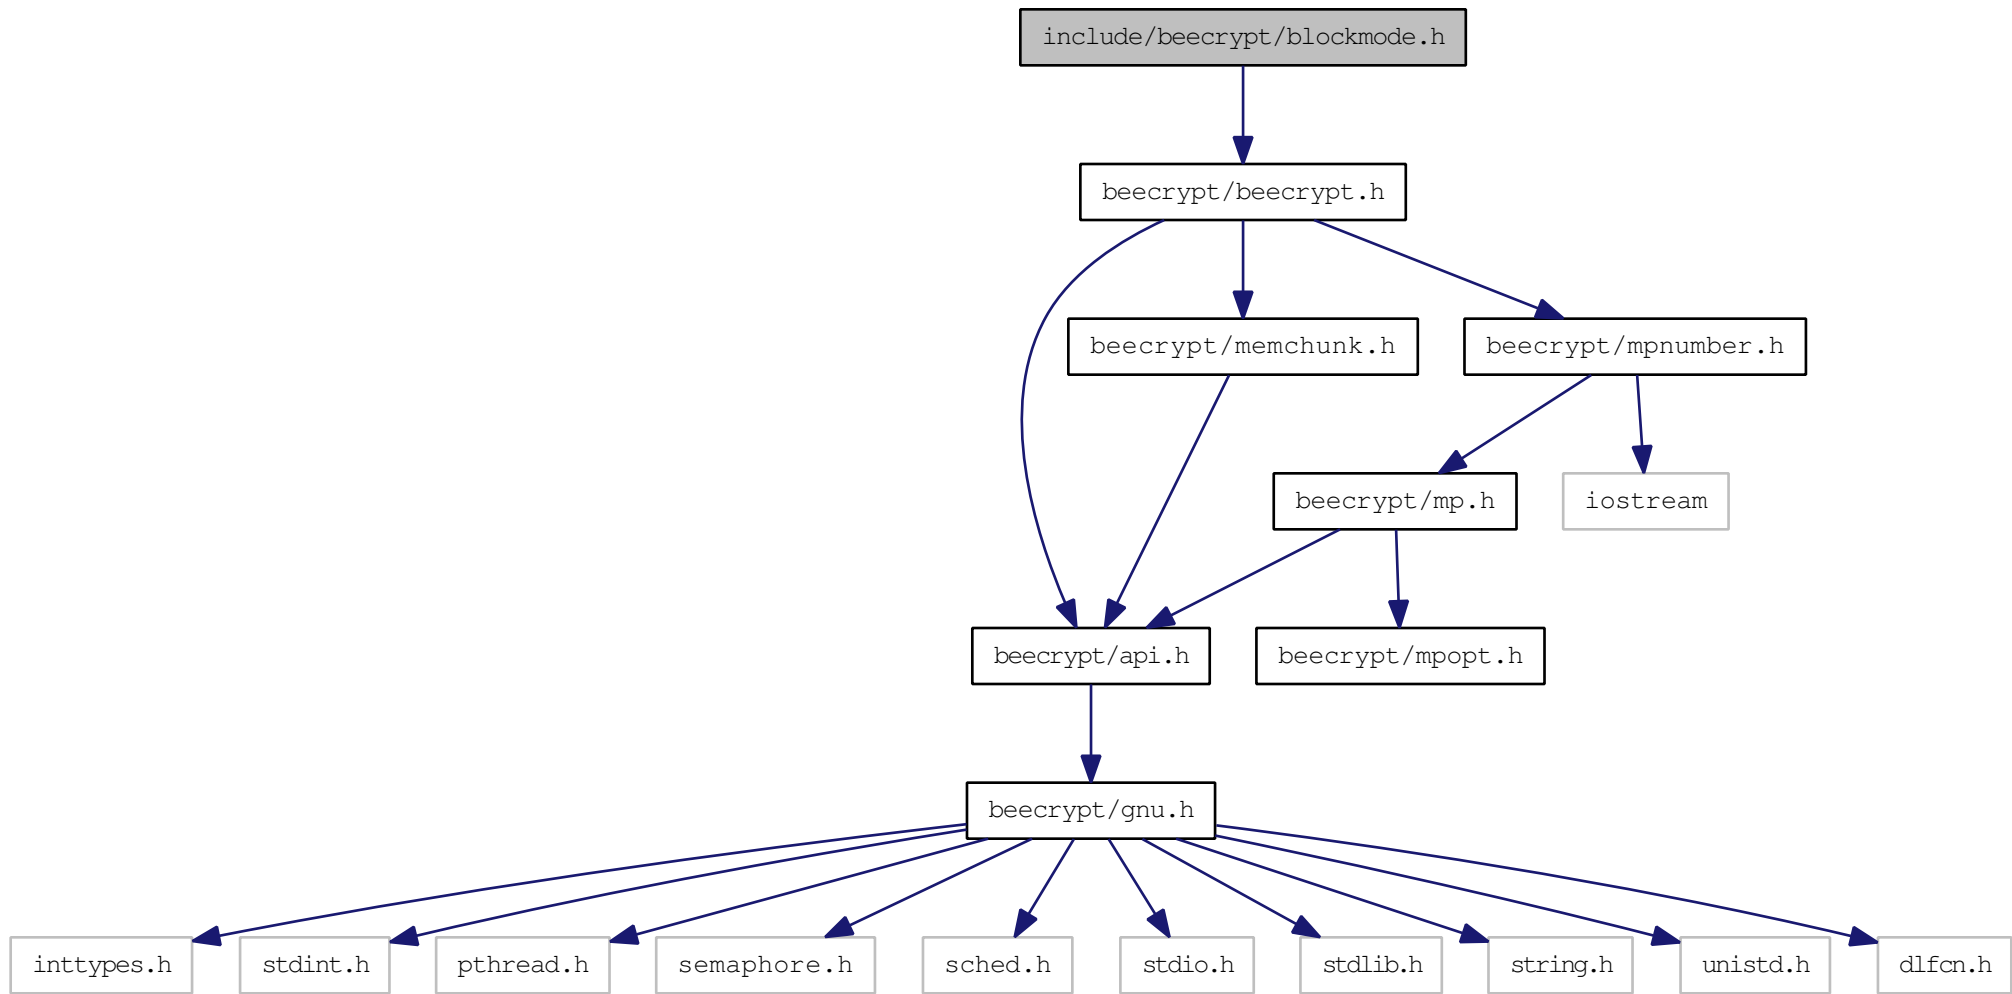 include/beecrypt/blockmode.h
beecrypt/beecrypt.h
beecrypt/memchunk.h
beecrypt/mpnumber.h
beecrypt/mp.h
iostream
beecrypt/api.h
beecrypt/mpopt.h
beecrypt/gnu.h
inttypes.h
stdint.h
pthread.h
semaphore.h
sched.h
stdio.h
stdlib.h
string.h
unistd.h
dlfcn.h